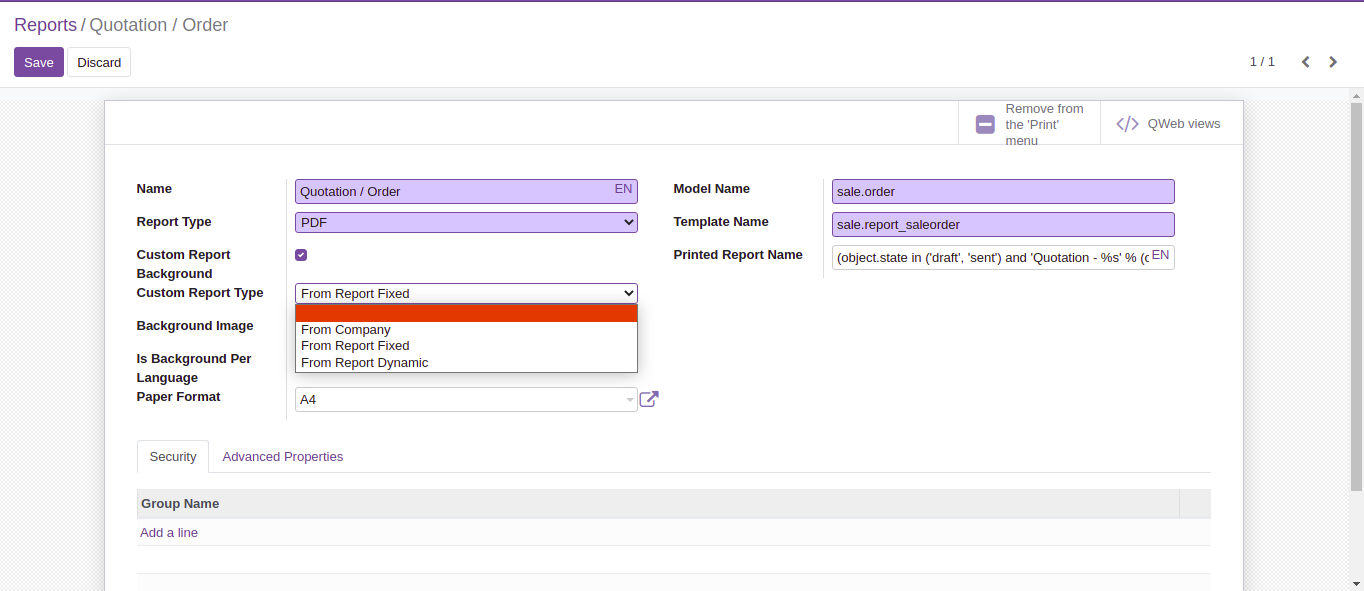 Reports / Quotation / Order
Save
Discard
1 / 1
Remove from
the 'Print'
menu
QWeb views
Name
Quotation / Order
EN
Model Name
sale.order
Report Type
PDF
Template Name
sale.report_saleorder
Custom Report
Background
Printed Report Name
(object.state in ('draft', 'sent') and 'Quotation - %s' % (c
EN
Custom Report Type
From Report Fixed
From Company
From Report Fixed
From Report Dynamic
Background Image
Is Background Per
Language
Paper Format
A4
Security
Advanced Properties
Group Name
Add a line